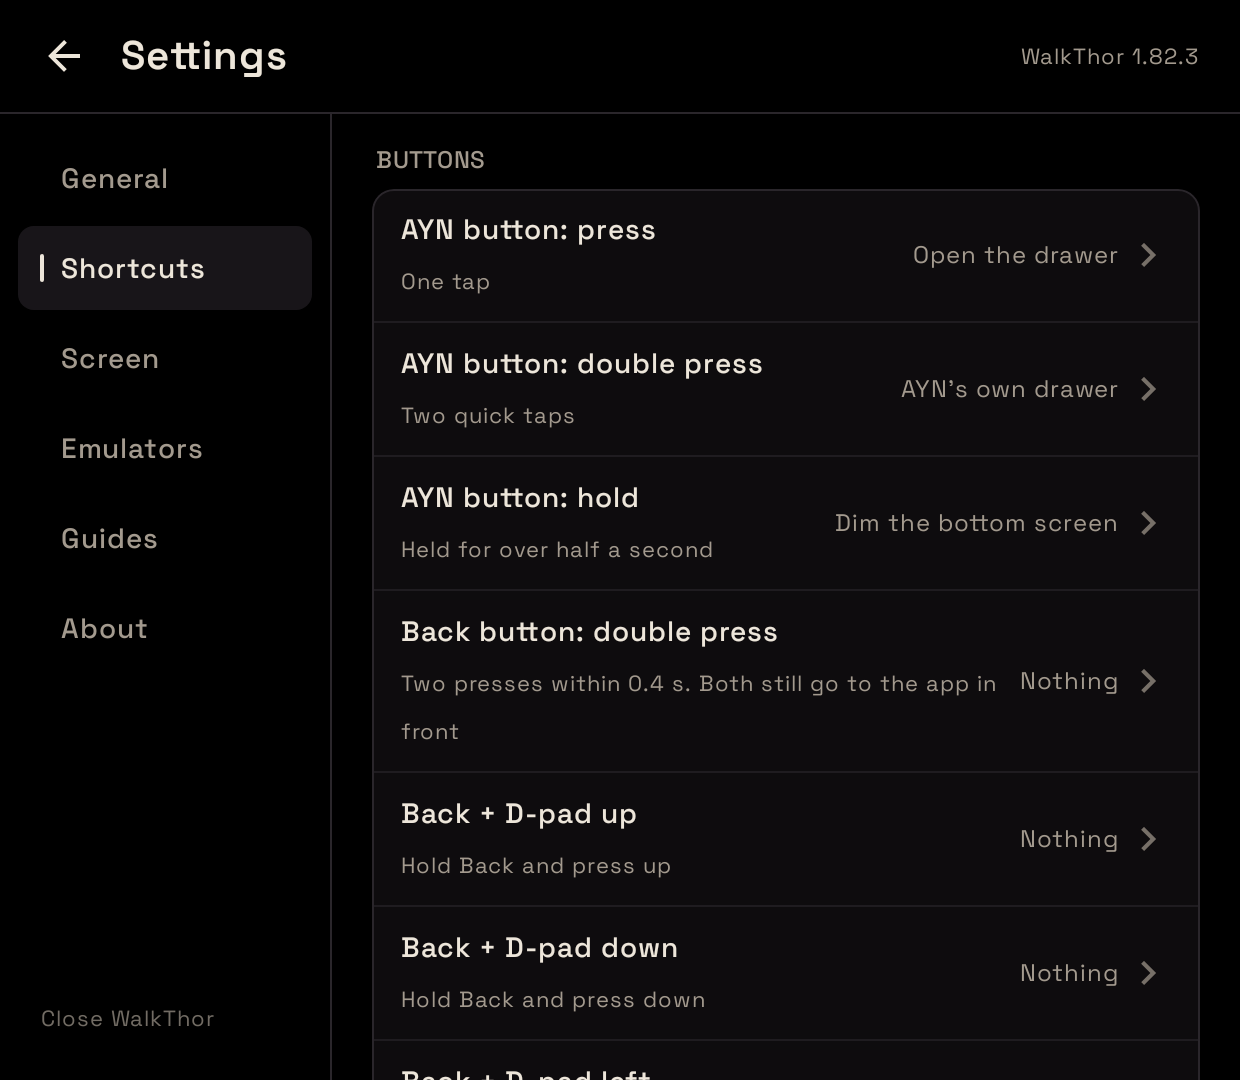 Settings
WalkThor 1.82.3
General
Shortcuts
Screen
Emulators
Guides
About
Close WalkThor
BUTTONS
AYN button: press
One tap
Open the drawer
AYN button: double press
Two quick taps
AYN's own drawer
AYN button: hold
Held for over half a second
Dim the bottom screen
Back button: double press
Two presses within 0.4 s. Both still go to the app in
front
Nothing
Back + D-pad up
Hold Back and press up
Nothing
Back + D-pad down
Hold Back and press down
Nothing
Back + D-pad left